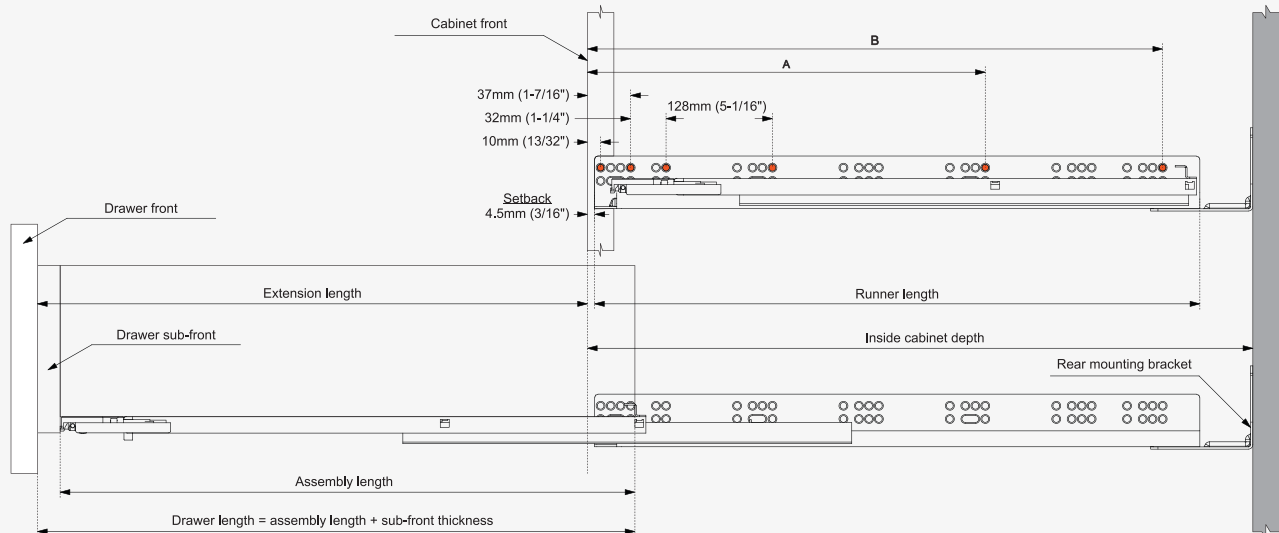 Cabinet front
B
A
37mm (1-7/16")
128mm (5-1/16")
32mm (1-1/4")
10mm (13/32")
Setback
4.5mm (3/16")
Drawer front
Extension length
Runner length
Drawer sub-front
Inside cabinet depth
Rear mounting bracket
Assembly length
Drawer length = assembly length + sub-front thickness